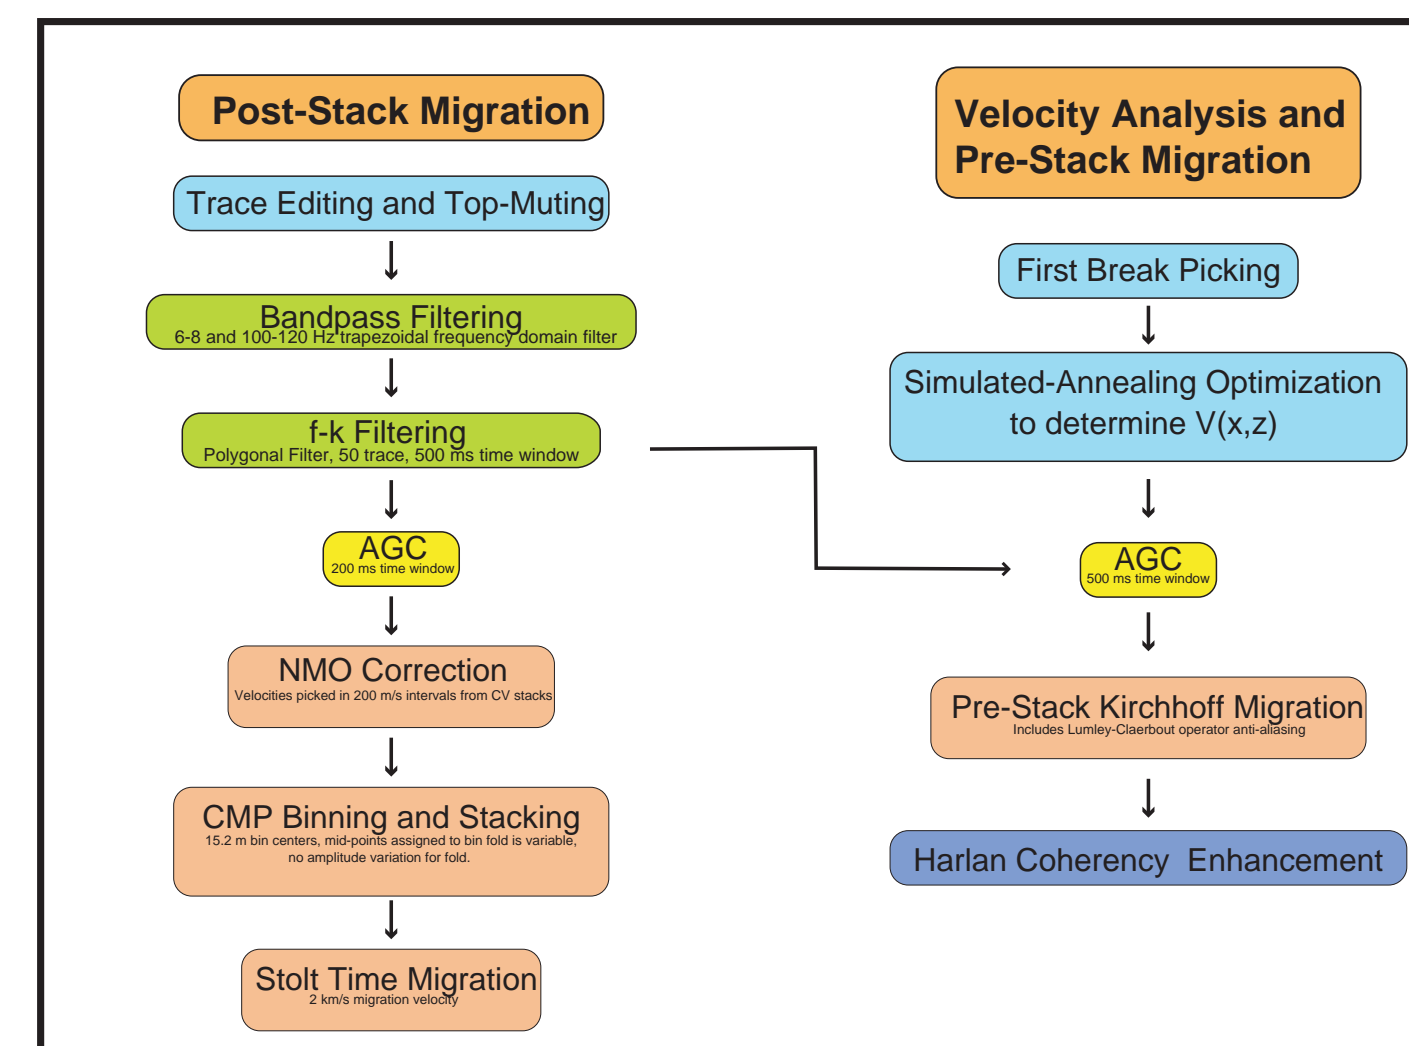 Post-Stack Migration
Trace Editing and Top-Muting
Bandpass Filtering
6-8 and 100-120 Hz trapezoidal frequency domain filter
f-k Filtering
Polygonal Filter, 50 trace, 500 ms time window
AGC
200 ms time window
NMO Correction
Velocities picked in 200 m/s intervals from CV stacks
CMP Binning and Stacking
15.2 m bin centers, mid-points assigned to bin fold is variable,
no amplitude variation for fold.
Stolt Time Migration
2 km/s migration velocity
Velocity Analysis and
Pre-Stack Migration
First Break Picking
Simulated-Annealing Optimization
to determine V(x,z)
AGC
500 ms time window
Pre-Stack Kirchhoff Migration
Includes Lumley-Claerbout operator anti-aliasing
Harlan Coherency Enhancement